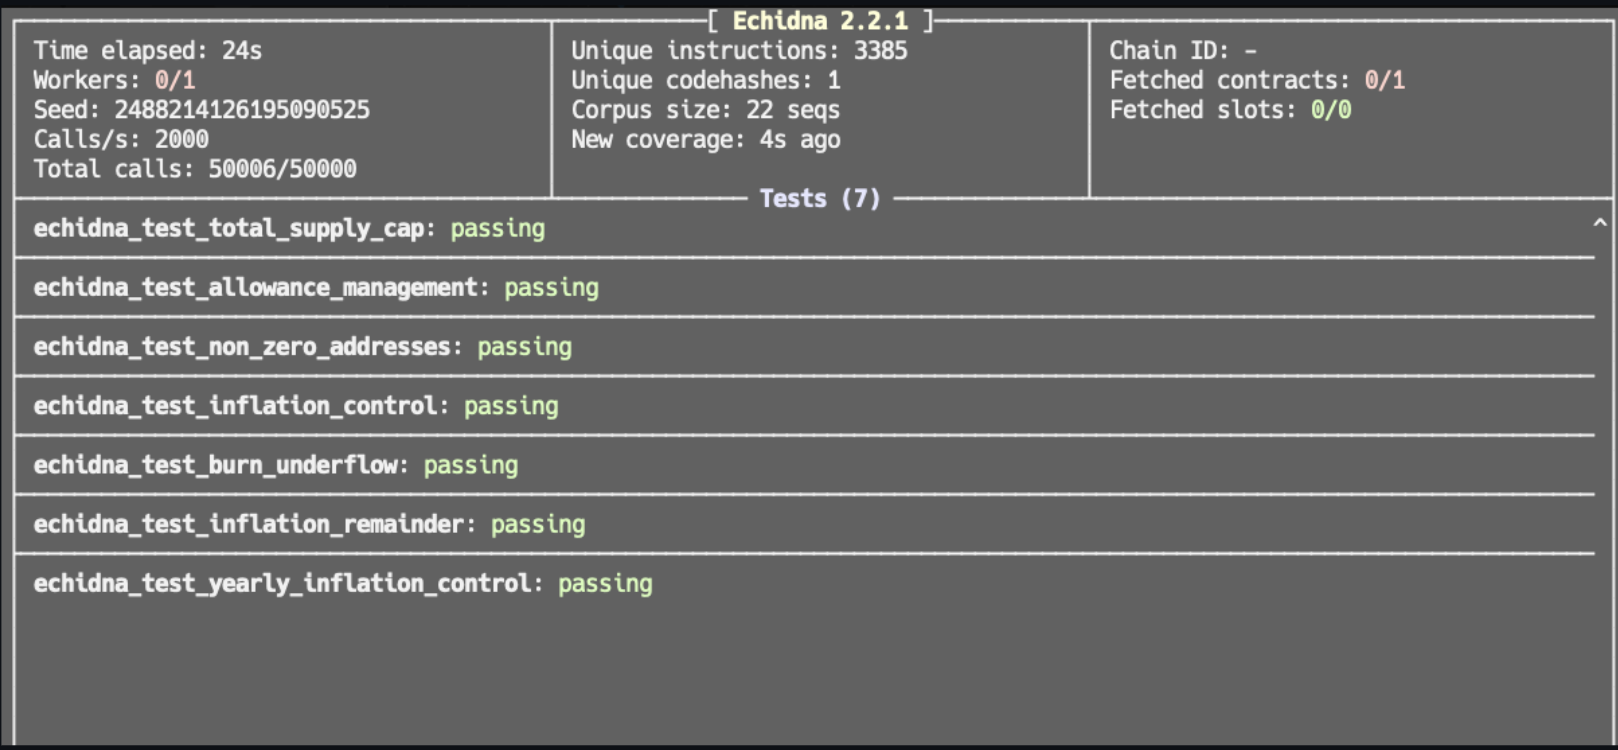 [ Echidna 2.2.1 ]
Time elapsed: 24s
Workers: 0/1
Seed: 2488214126195090525
Calls/s: 2000
Total calls: 50006/50000
Unique instructions: 3385
Unique codehashes: 1
Corpus size: 22 seqs
New coverage: 4s ago
Chain ID: -
Fetched contracts: 0/1
Fetched slots: 0/0
Tests (7)
echidna_test_total_supply_cap: passing
echidna_test_allowance_management: passing
echidna_test_non_zero_addresses: passing
echidna_test_inflation_control: passing
echidna_test_burn_underflow: passing
echidna_test_inflation_remainder: passing
echidna_test_yearly_inflation_control: passing